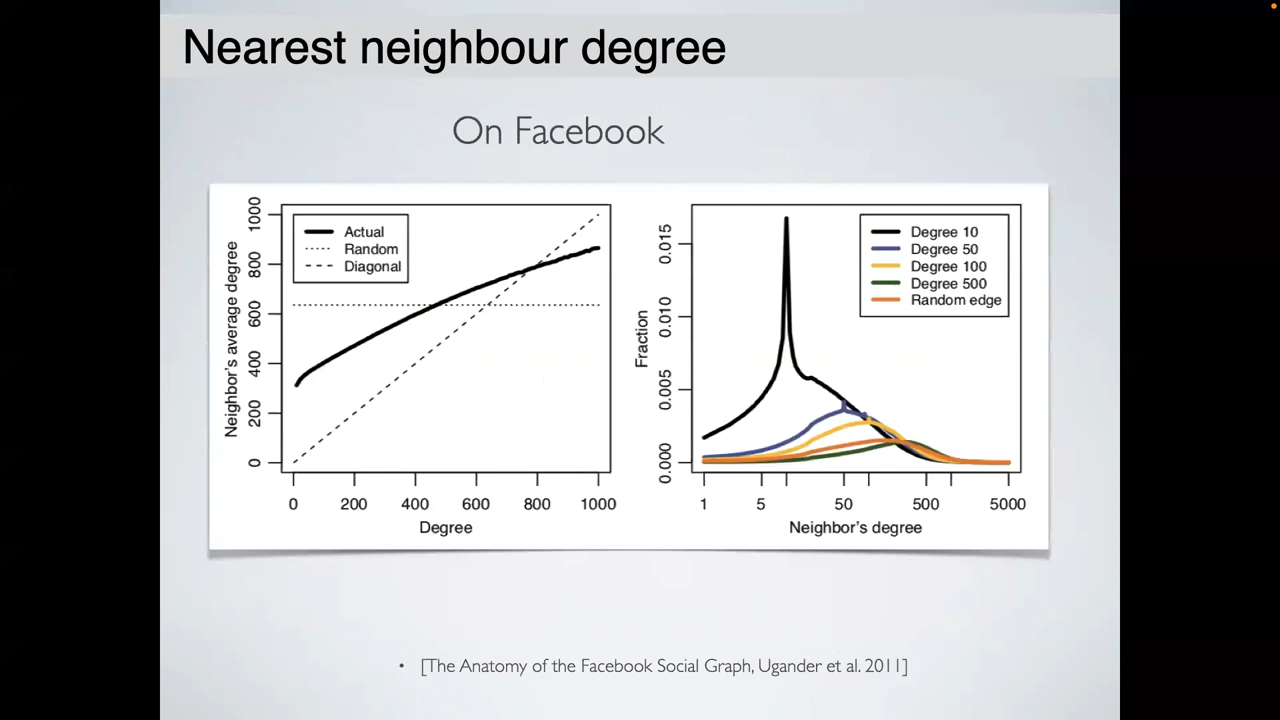 Nearest neighbour degree
On Facebook
Neighbor's average degree
0
200
400
600
800
1000
Actual
Random
Diagonal
0 200 400 600 800 1000
Degree
Fraction
0.000
0.005
0.010
0.015
Degree 10
Degree 50
Degree 100
Degree 500
Random edge
1 5 50 500 5000
Neighbor's degree
• [The Anatomy of the Facebook Social Graph, Ugander et al. 2011]